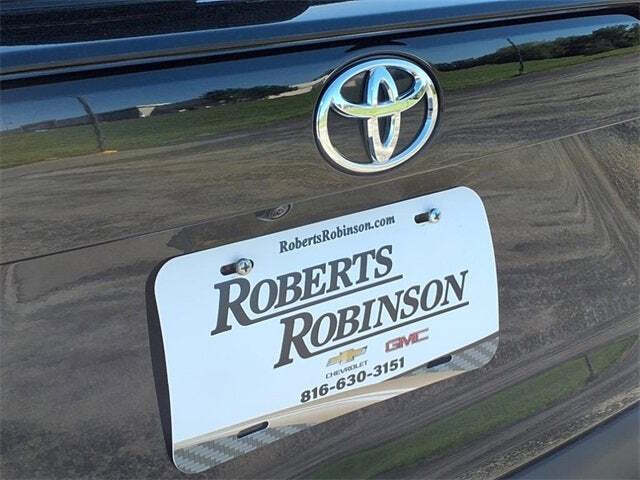 RobertsRobinson.com
ROBERTS
ROBINSON
CHEVROLET GMC
816-630-3151